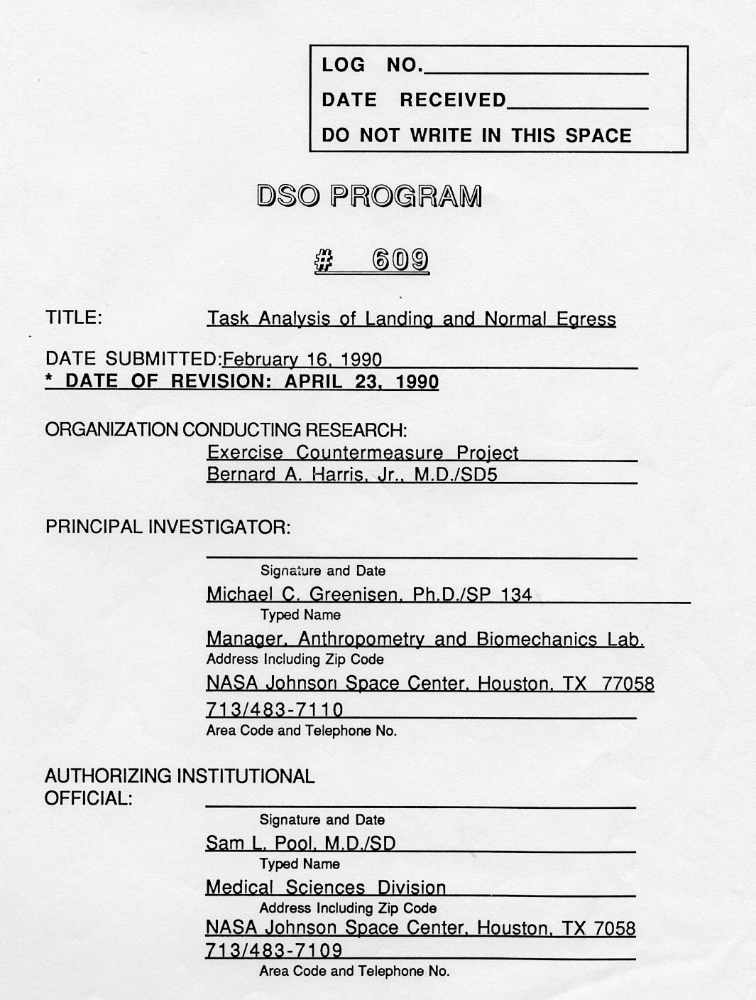 LOG NO.
DATE RECEIVED
DO NOT WRITE IN THIS SPACE
DSO PROGRAM
# 609
TITLE: Task Analysis of Landing and Normal Egress
DATE SUBMITTED: February 16, 1990
* DATE OF REVISION: APRIL 23, 1990
ORGANIZATION CONDUCTING RESEARCH:
Exercise Countermeasure Project
Bernard A. Harris, Jr., M.D./SD5
PRINCIPAL INVESTIGATOR:
Signature and Date
Michael C. Greenisen, Ph.D./SP 134
Typed Name
Manager, Anthropometry and Biomechanics Lab.
Address Including Zip Code
NASA Johnson Space Center, Houston, TX 77058
713/483-7110
Area Code and Telephone No.
AUTHORIZING INSTITUTIONAL
OFFICIAL:
Signature and Date
Sam L. Pool, M.D./SD
Typed Name
Medical Sciences Division
Address Including Zip Code
NASA Johnson Space Center, Houston, TX 7058
713/483-7109
Area Code and Telephone No.